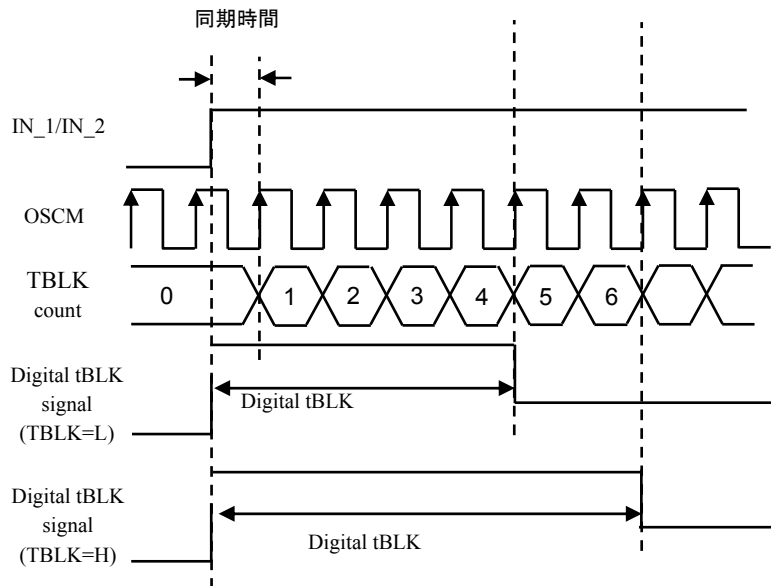 同期時間
IN_1/IN_2
OSCM
TBLK
count
0 1 2 3 4 5 6
Digital tBLK
signal
(TBLK=L)
Digital tBLK
Digital tBLK
signal
(TBLK=H)
Digital tBLK